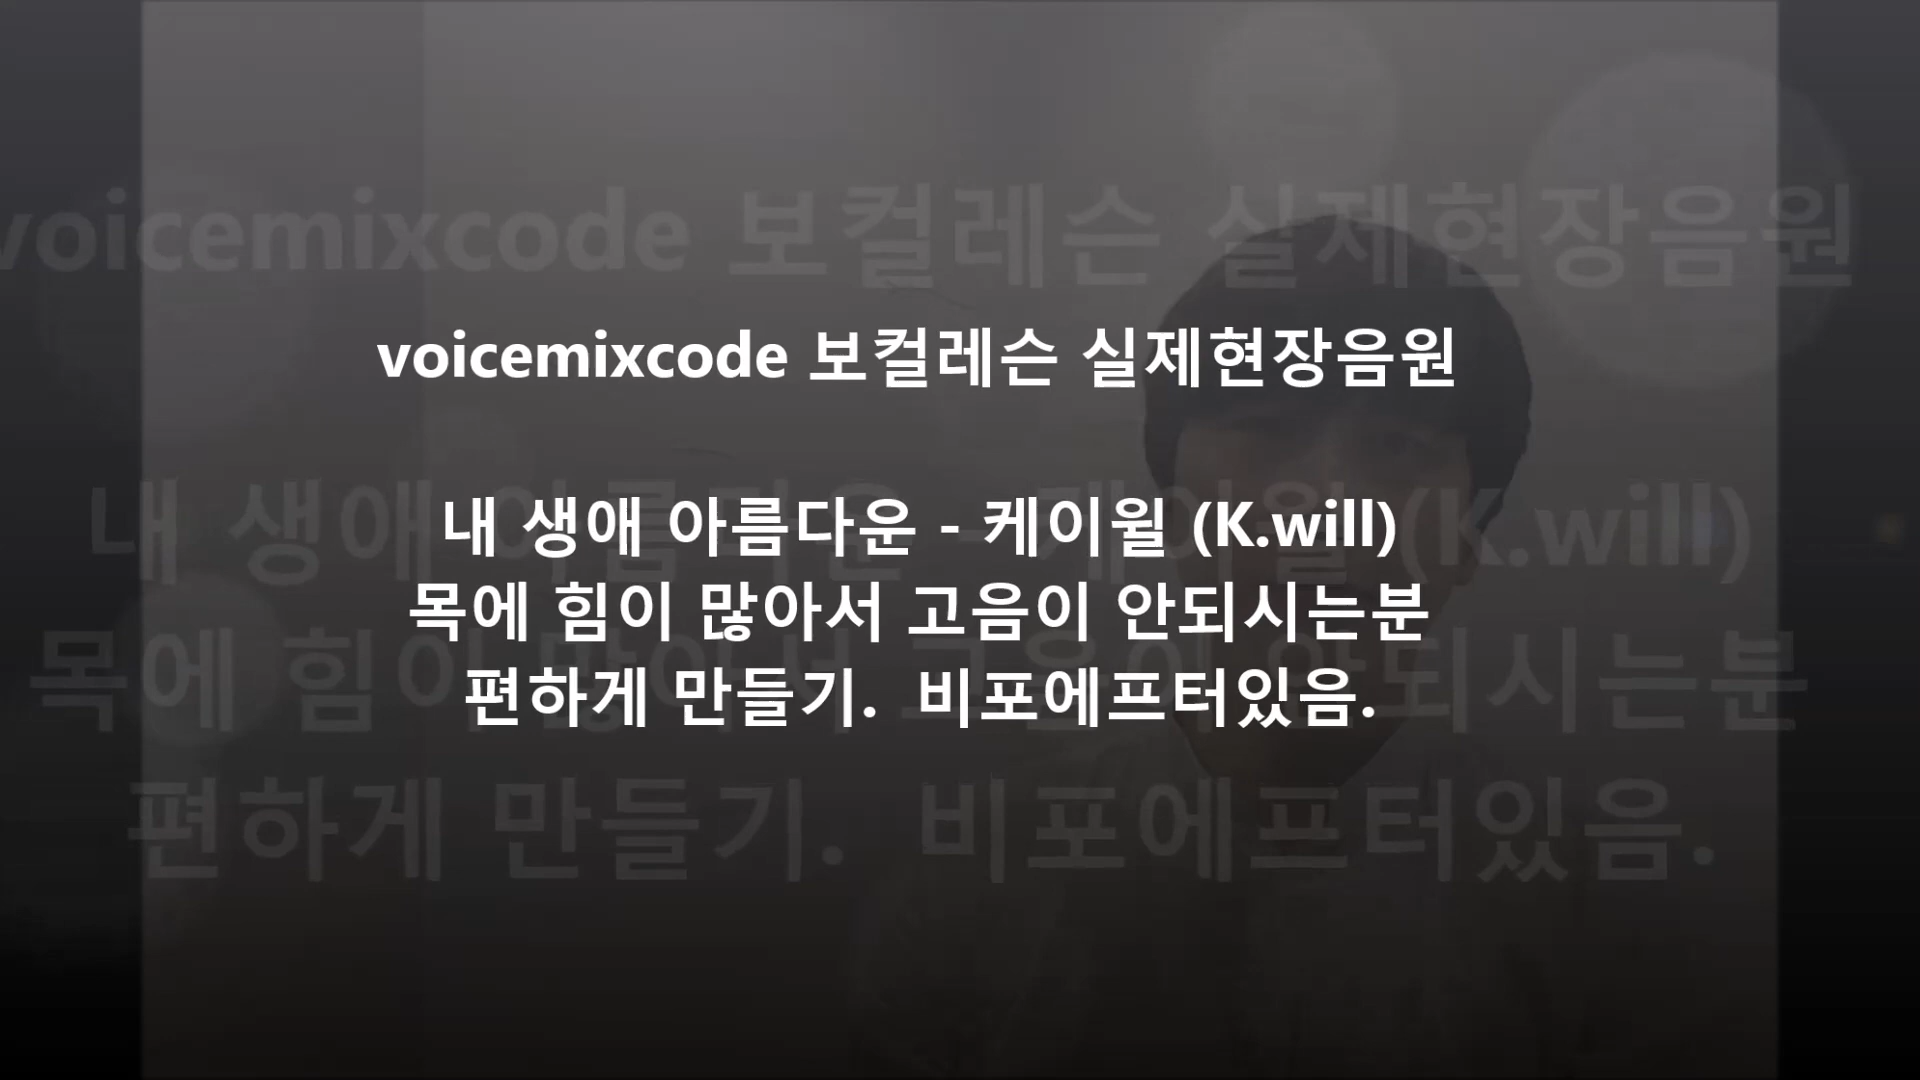 voicemixcode 보컬레슨 실제현장음원
내 생애 아름다운 - 케이윌 (K.will)
목에 힘이 많아서 고음이 안되시는분
편하게 만들기. 비포에프터있음.